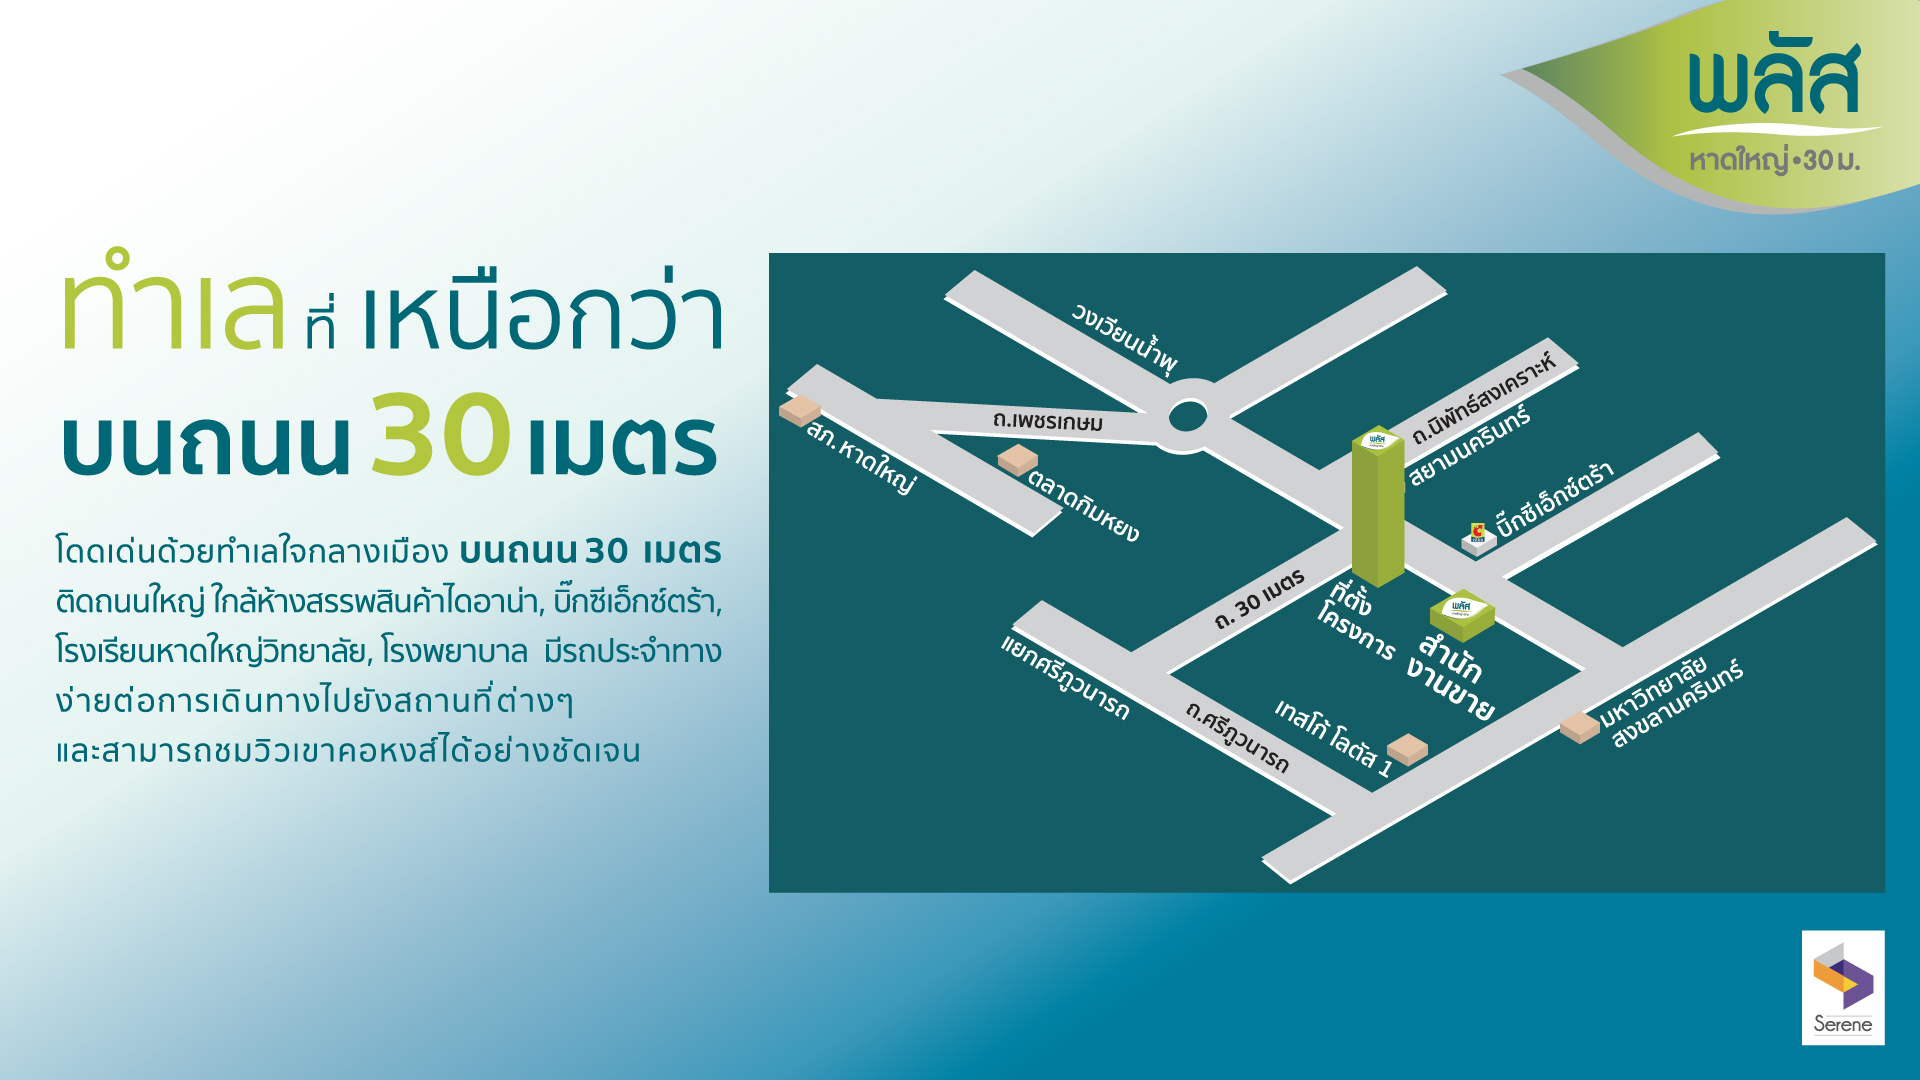 พลัส
หาดใหญ่•30 ม.
ทำเล ที่ เหนือกว่า
บนถนน 30 เมตร
โดดเด่นด้วยทำเลใจกลางเมือง บนถนน 30 เมตร
ติดถนนใหญ่ ใกล้ห้างสรรพสินค้าไดอาน่า, บิ๊กซีเอ็กซ์ตร้า,
โรงเรียนหาดใหญ่วิทยาลัย, โรงพยาบาล มีรถประจำทาง
ง่ายต่อการเดินทางไปยังสถานที่ต่างๆ
และสามารถชมวิวเขาคอหงส์ได้อย่างชัดเจน
วงเวียนน้ำพุ
ถ.นิพัทธ์สงเคราะห์
สยามนครินทร์
ถ.เพชรเกษม
สภ. หาดใหญ่
ตลาดกิมหยง
พลัส
บิ๊กซีเอ็กซ์ตร้า
ถ. 30 เมตร
ที่ตั้ง
โครงการ
พลัส
สำนัก
งานขาย
แยกศรีภูวนารถ
ถ.ศรีภูวนารถ
เทสโก้ โลตัส 1
มหาวิทยาลัย
สงขลานครินทร์
Serene